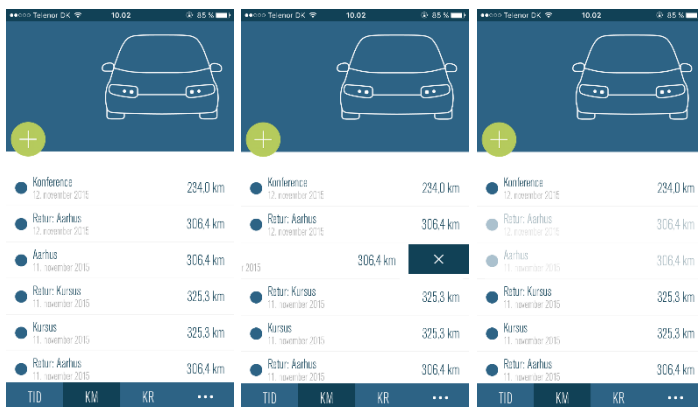 Telenor DK 10.02 85 %
Konference 234,0 km
12. november 2015
Retur: Aarhus 306,4 km
12. november 2015
Aarhus 306,4 km
11. november 2015
Retur: Kursus 325,3 km
11. november 2015
Kursus 325,3 km
11. november 2015
Retur: Aarhus 306,4 km
11. november 2015
TID KM KR
Telenor DK 10.02 85 %
Konference 234,0 km
12. november 2015
Retur: Aarhus 306,4 km
12. november 2015
306,4 km
r 2015
Retur: Kursus 325,3 km
11. november 2015
Kursus 325,3 km
11. november 2015
Retur: Aarhus 306,4 km
11. november 2015
TID KM KR
Telenor DK 10.02 85 %
Konference 234,0 km
12. november 2015
Retur: Aarhus 306,4 km
12. november 2015
Aarhus 306,4 km
11. november 2015
Retur: Kursus 325,3 km
11. november 2015
Kursus 325,3 km
11. november 2015
Retur: Aarhus 306,4 km
11. november 2015
TID KM KR